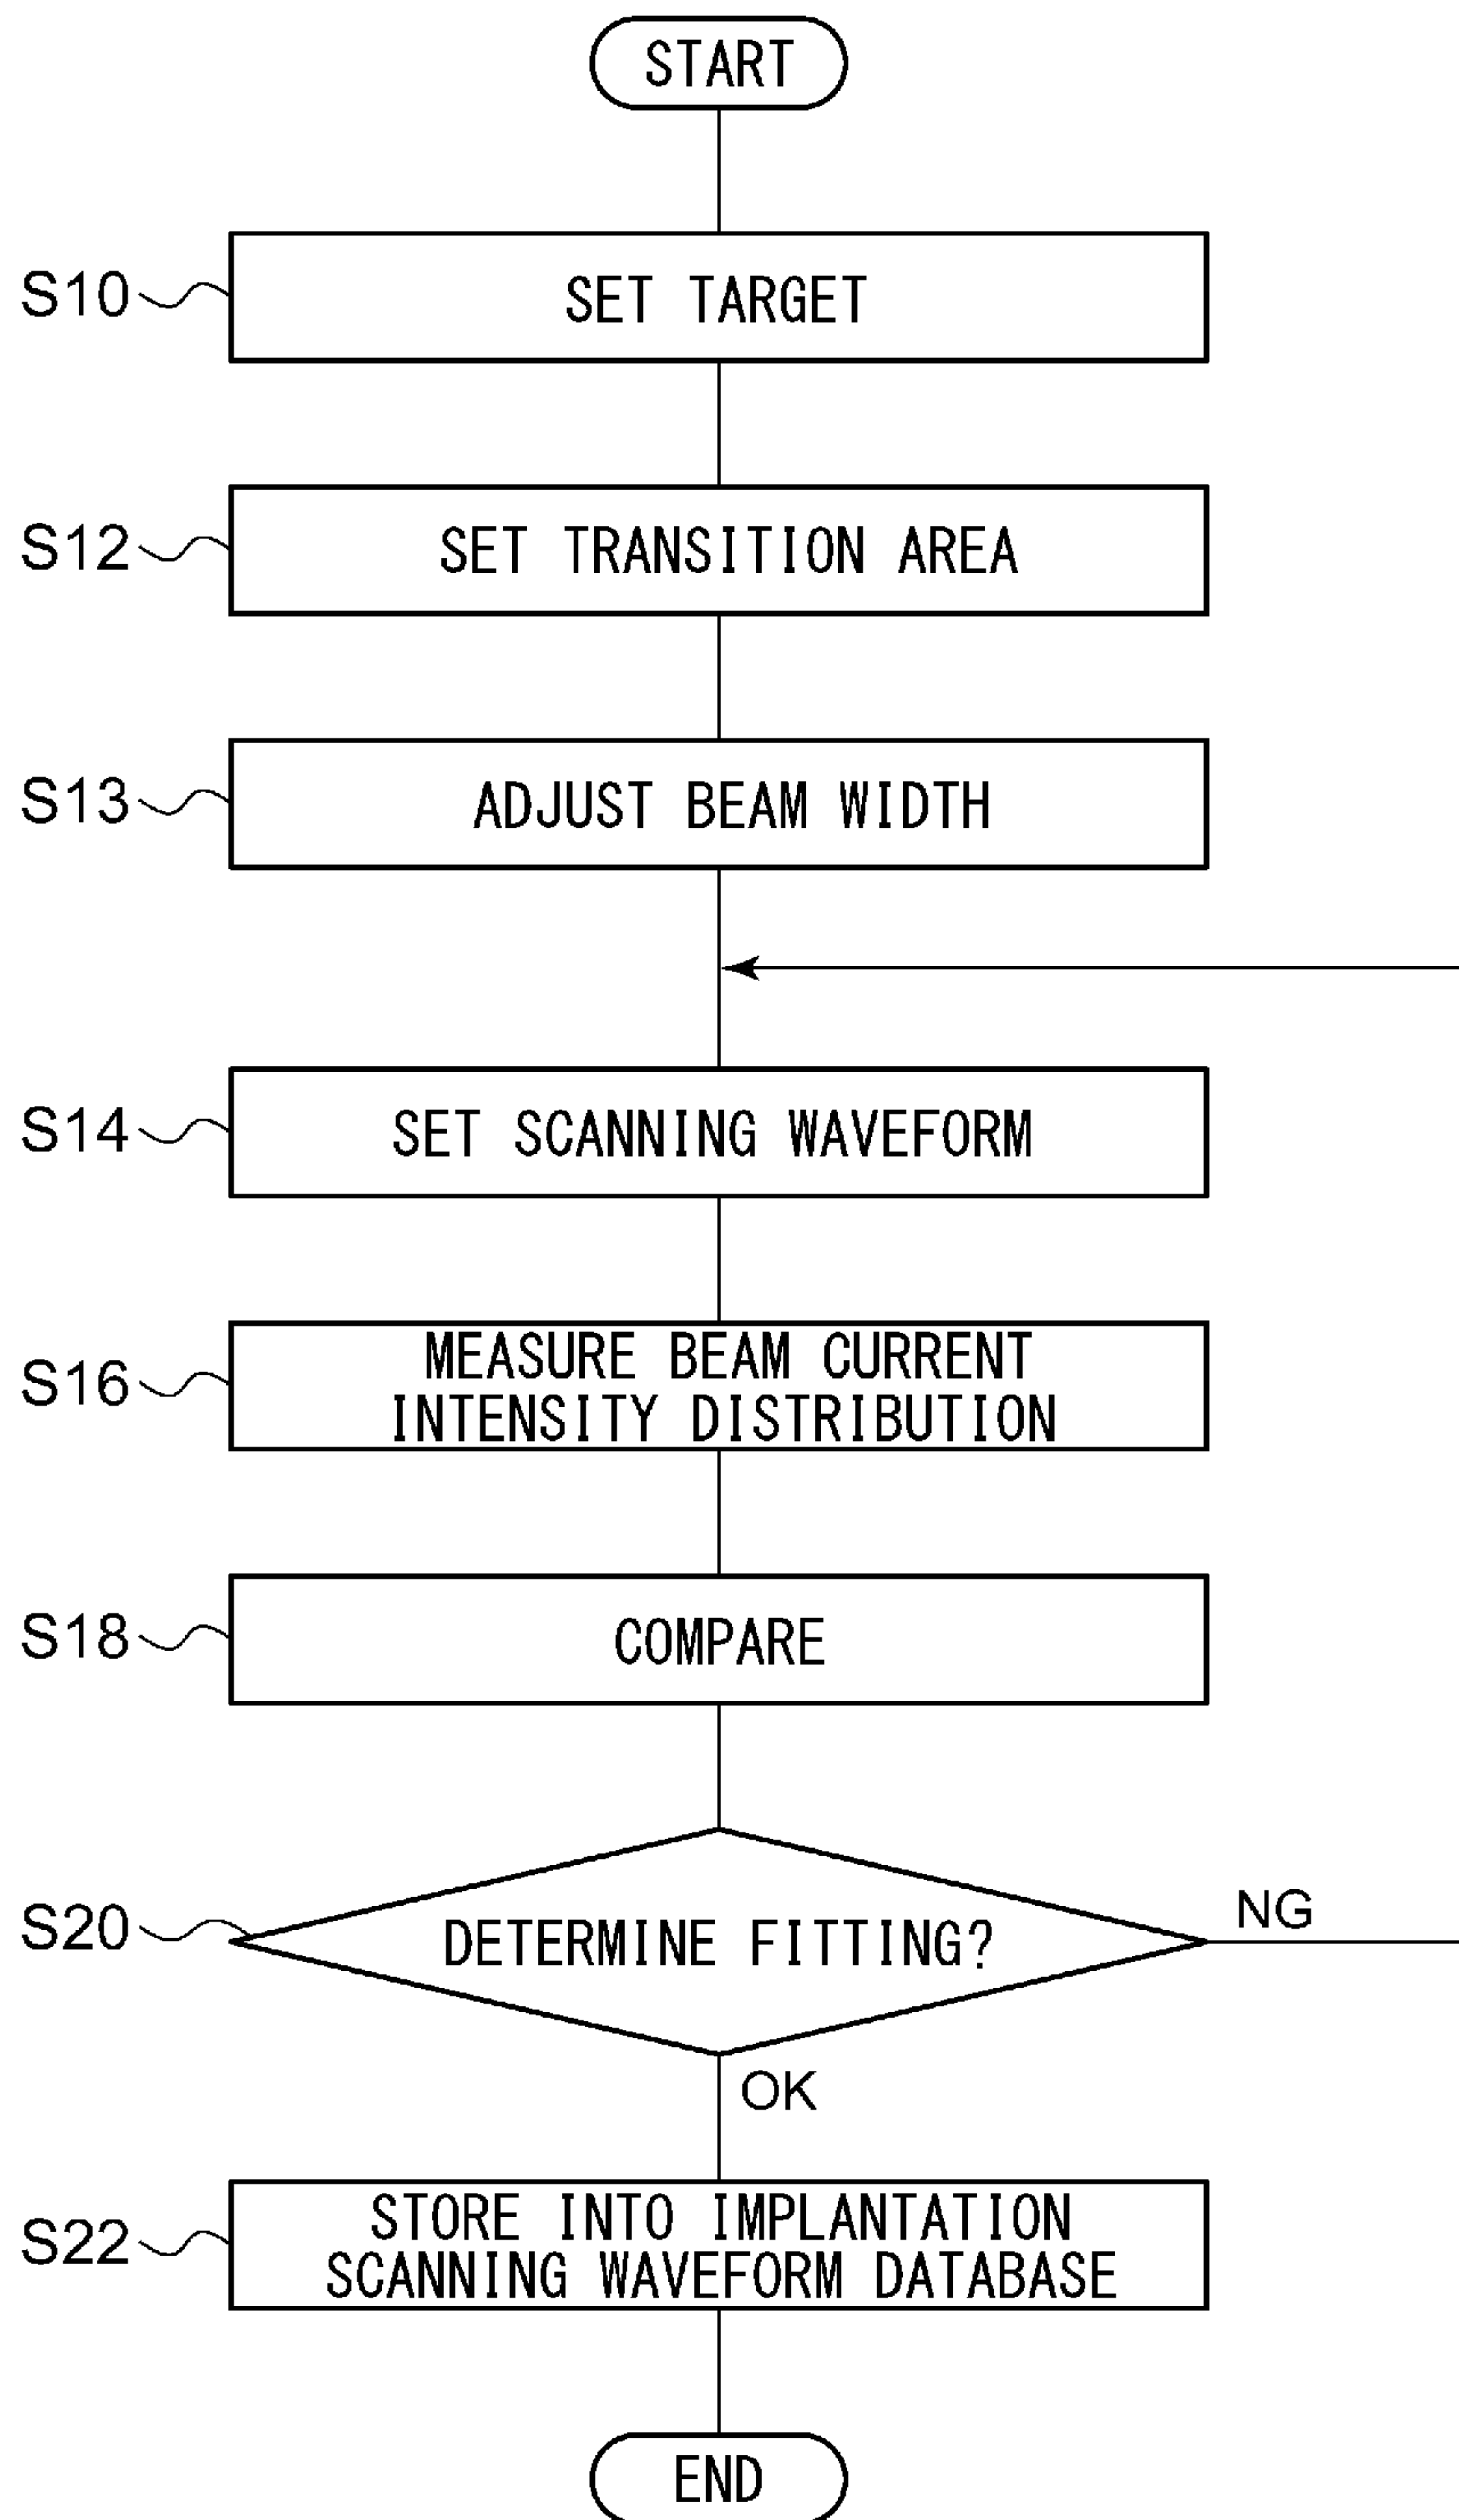 START
S10
SET TARGET
S12
SET TRANSITION AREA
S13
ADJUST BEAM WIDTH
S14
SET SCANNING WAVEFORM
S16
MEASURE BEAM CURRENT
INTENSITY DISTRIBUTION
S18
COMPARE
S20
DETERMINE FITTING?
NG
OK
S22
STORE INTO IMPLANTATION
SCANNING WAVEFORM DATABASE
END